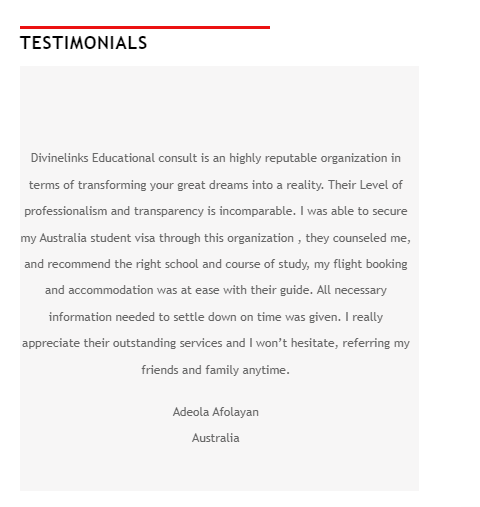 TESTIMONIALS
Divinelinks Educational consult is an highly reputable organization in
terms of transforming your great dreams into a reality. Their Level of
professionalism and transparency is incomparable. I was able to secure
my Australia student visa through this organization , they counseled me,
and recommend the right school and course of study, my flight booking
and accommodation was at ease with their guide. All necessary
information needed to settle down on time was given. I really
appreciate their outstanding services and I won’t hesitate, referring my
friends and family anytime.
Adeola Afolayan
Australia